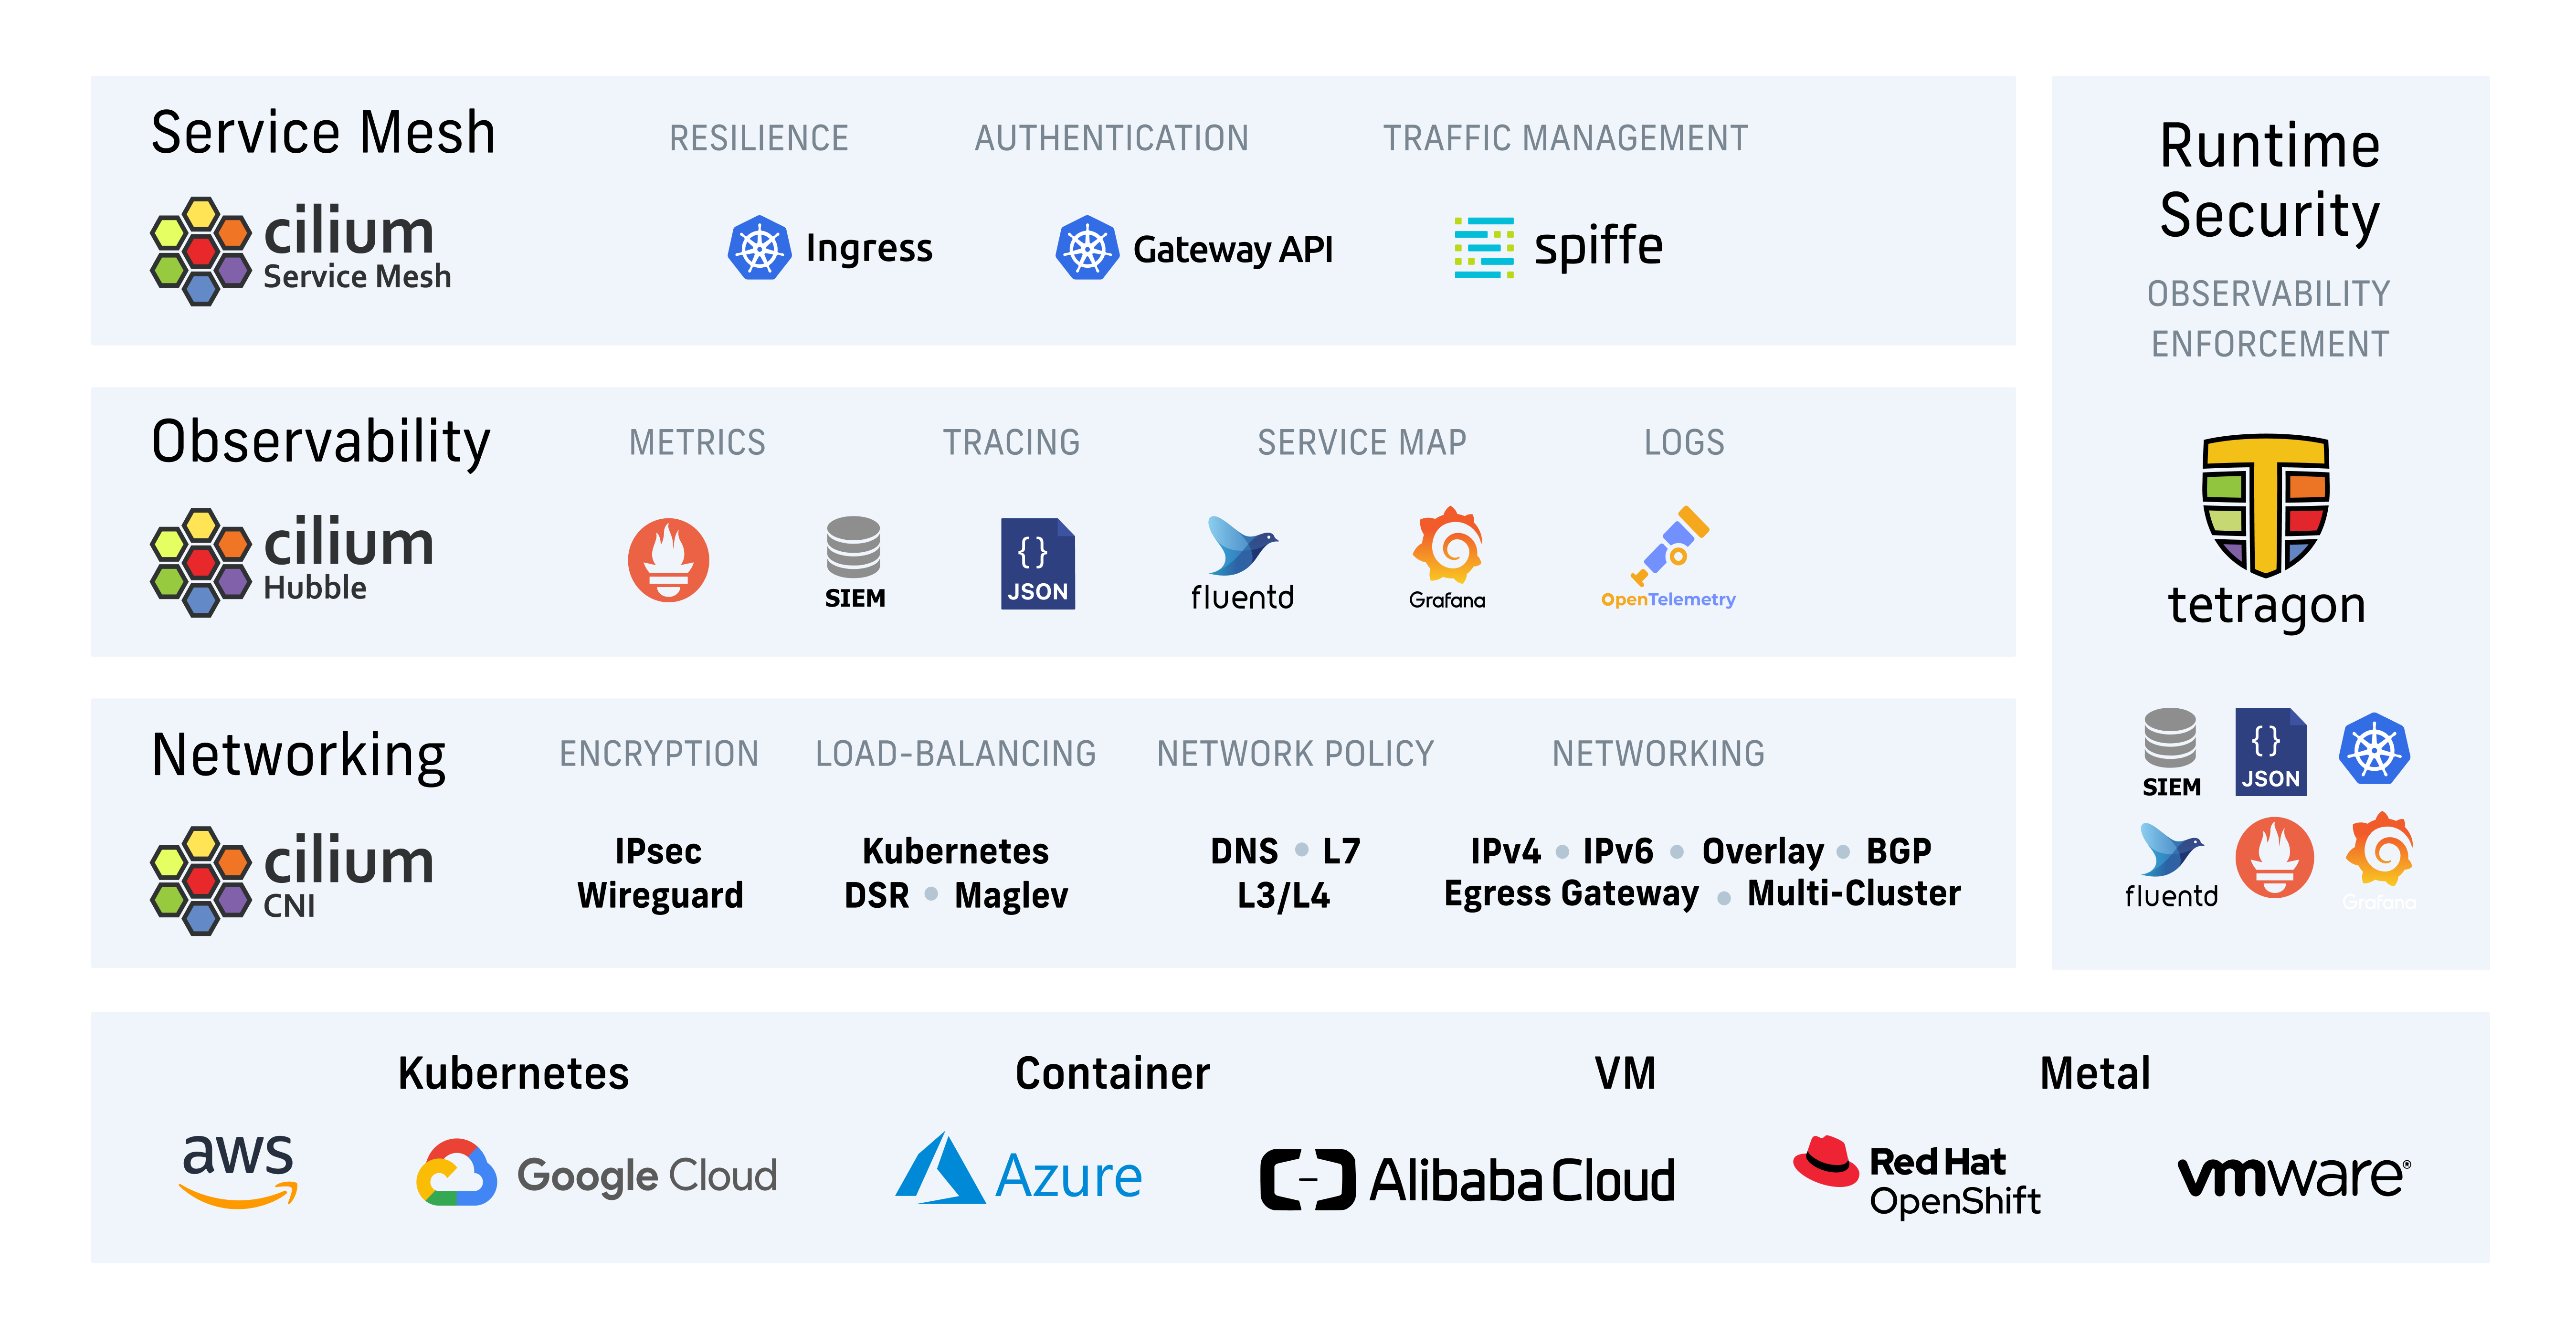 Service Mesh
RESILIENCE
AUTHENTICATION
TRAFFIC MANAGEMENT
cilium
Service Mesh
Ingress
Gateway API
spiffe
Observability
METRICS
TRACING
SERVICE MAP
LOGS
cilium
Hubble
SIEM
{ }
JSON
fluentd
Grafana
OpenTelemetry
Networking
ENCRYPTION
LOAD-BALANCING
NETWORK POLICY
NETWORKING
cilium
CNI
IPsec
Wireguard
Kubernetes
DSR • Maglev
DNS • L7
L3/L4
IPv4 • IPv6 • Overlay • BGP
Egress Gateway • Multi-Cluster
Runtime
Security
OBSERVABILITY
ENFORCEMENT
T
tetragon
SIEM
{ }
JSON
fluentd
Grafana
Kubernetes
Container
VM
Metal
aws
Google Cloud
Azure
Alibaba Cloud
Red Hat
OpenShift
vmware®